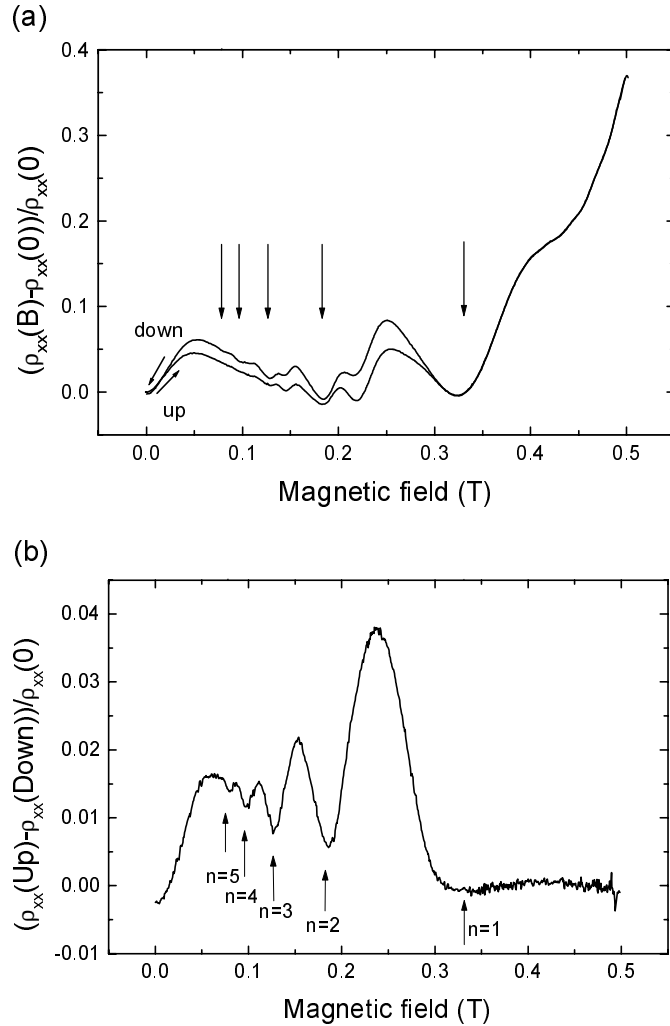 (a)
0.4
0.3
0.2
0.1
0.0
(ρxx(B)-ρxx(0))/ρxx(0)
down
up
0.0 0.1 0.2 0.3 0.4 0.5
Magnetic field (T)
(b)
0.04
0.03
0.02
0.01
0.00
-0.01
(ρxx(Up)-ρxx(Down))/ρxx(0)
n=5
n=4
n=3
n=2
n=1
0.0 0.1 0.2 0.3 0.4 0.5
Magnetic field (T)